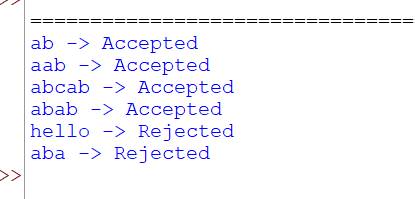 >>
================================
ab -> Accepted
aab -> Accepted
abcab -> Accepted
abab -> Accepted
hello -> Rejected
aba -> Rejected
>>